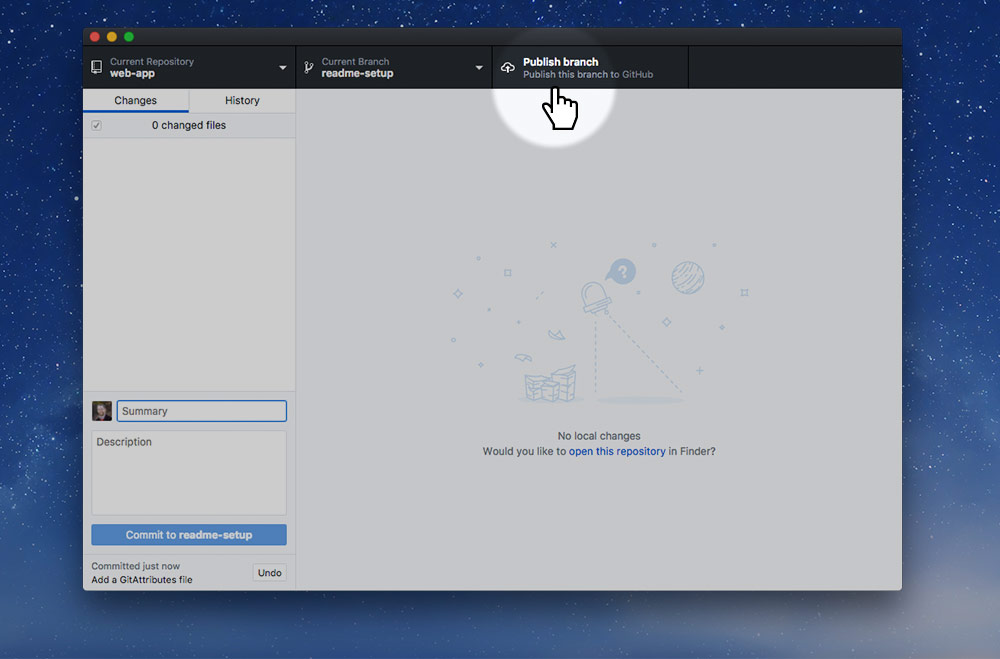 Current Repository
web-app
Current Branch
readme-setup
Publish branch
Publish this branch to GitHub
Changes
History
0 changed files
?
No local changes
Would you like to open this repository in Finder?
Summary
Description
Commit to readme-setup
Committed just now
Add a GitAttributes file
Undo